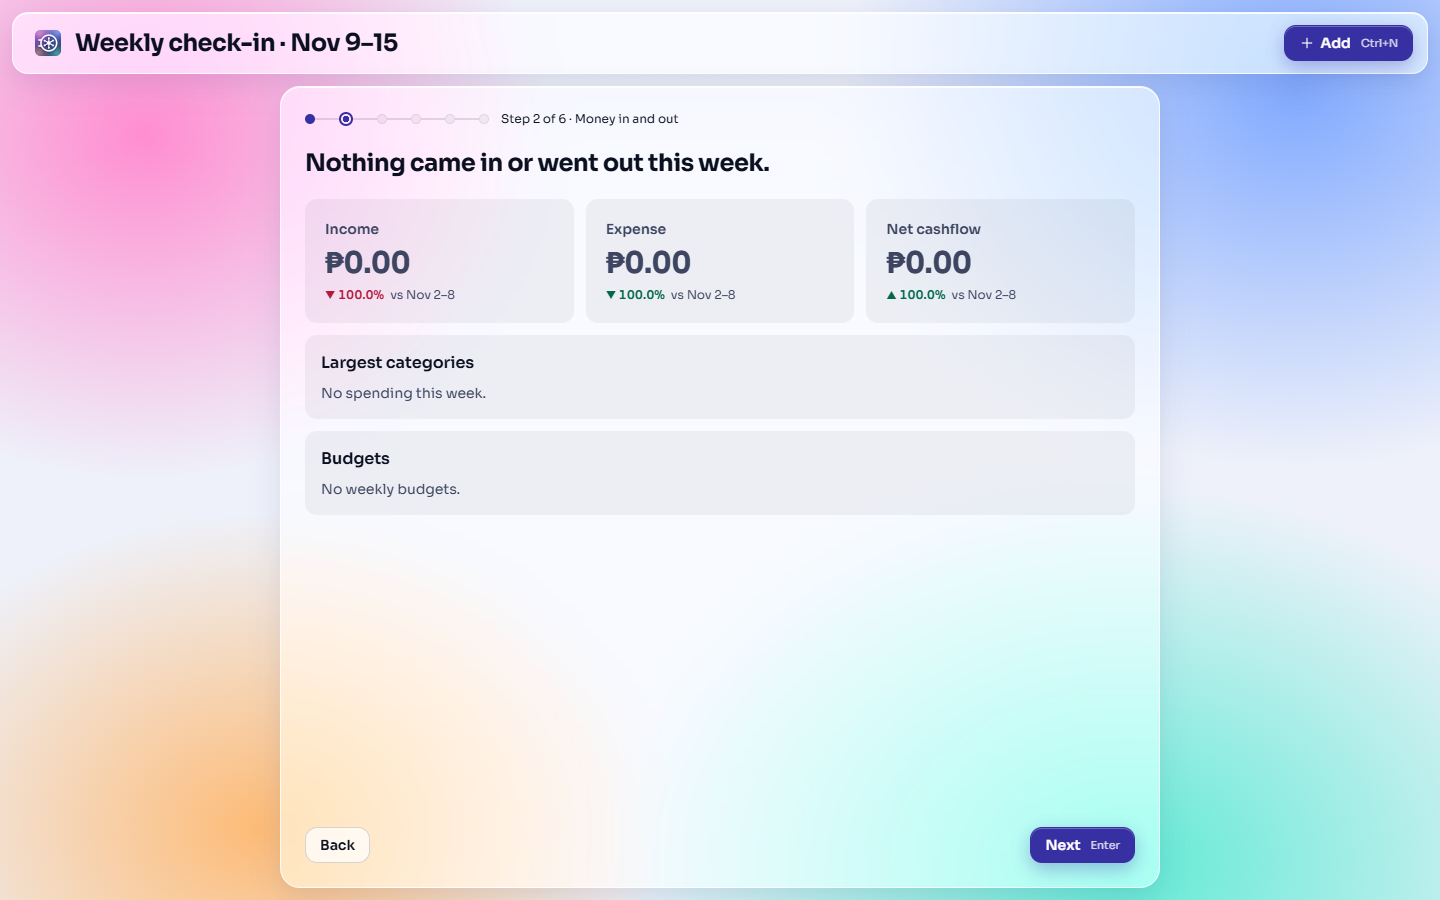 Weekly check-in · Nov 9–15
+ Add Ctrl+N
Step 2 of 6 · Money in and out
Nothing came in or went out this week.
Income
₱0.00
▼ 100.0% vs Nov 2–8
Expense
₱0.00
▼ 100.0% vs Nov 2–8
Net cashflow
₱0.00
▲ 100.0% vs Nov 2–8
Largest categories
No spending this week.
Budgets
No weekly budgets.
Back
Next Enter